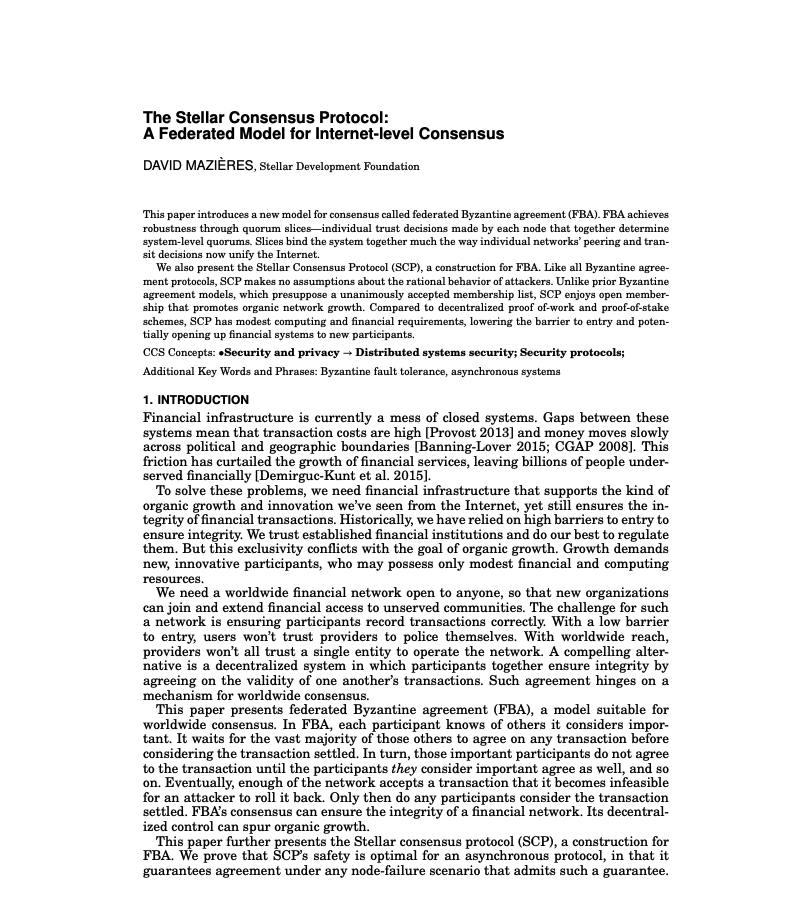 The Stellar Consensus Protocol:
A Federated Model for Internet-level Consensus
DAVID MAZIÈRES, Stellar Development Foundation
This paper introduces a new model for consensus called federated Byzantine agreement (FBA). FBA achieves
robustness through quorum slices—individual trust decisions made by each node that together determine
system-level quorums. Slices bind the system together much the way individual networks' peering and tran-
sit decisions now unify the Internet.
We also present the Stellar Consensus Protocol (SCP), a construction for FBA. Like all Byzantine agree-
ment protocols, SCP makes no assumptions about the rational behavior of attackers. Unlike prior Byzantine
agreement models, which presuppose a unanimously accepted membership list, SCP enjoys open member-
ship that promotes organic network growth. Compared to decentralized proof of-work and proof-of-stake
schemes, SCP has modest computing and financial requirements, lowering the barrier to entry and poten-
tially opening up financial systems to new participants.
CCS Concepts: •Security and privacy → Distributed systems security; Security protocols;
Additional Key Words and Phrases: Byzantine fault tolerance, asynchronous systems
1. INTRODUCTION
Financial infrastructure is currently a mess of closed systems. Gaps between these
systems mean that transaction costs are high [Provost 2013] and money moves slowly
across political and geographic boundaries [Banning-Lover 2015; CGAP 2008]. This
friction has curtailed the growth of financial services, leaving billions of people under-
served financially [Demirguc-Kunt et al. 2015].
To solve these problems, we need financial infrastructure that supports the kind of
organic growth and innovation we've seen from the Internet, yet still ensures the in-
tegrity of financial transactions. Historically, we have relied on high barriers to entry to
ensure integrity. We trust established financial institutions and do our best to regulate
them. But this exclusivity conflicts with the goal of organic growth. Growth demands
new, innovative participants, who may possess only modest financial and computing
resources.
We need a worldwide financial network open to anyone, so that new organizations
can join and extend financial access to unserved communities. The challenge for such
a network is ensuring participants record transactions correctly. With a low barrier
to entry, users won't trust providers to police themselves. With worldwide reach,
providers won't all trust a single entity to operate the network. A compelling alter-
native is a decentralized system in which participants together ensure integrity by
agreeing on the validity of one another's transactions. Such agreement hinges on a
mechanism for worldwide consensus.
This paper presents federated Byzantine agreement (FBA), a model suitable for
worldwide consensus. In FBA, each participant knows of others it considers impor-
tant. It waits for the vast majority of those others to agree on any transaction before
considering the transaction settled. In turn, those important participants do not agree
to the transaction until the participants they consider important agree as well, and so
on. Eventually, enough of the network accepts a transaction that it becomes infeasible
for an attacker to roll it back. Only then do any participants consider the transaction
settled. FBA's consensus can ensure the integrity of a financial network. Its decentral-
ized control can spur organic growth.
This paper further presents the Stellar consensus protocol (SCP), a construction for
FBA. We prove that SCP's safety is optimal for an asynchronous protocol, in that it
guarantees agreement under any node-failure scenario that admits such a guarantee.